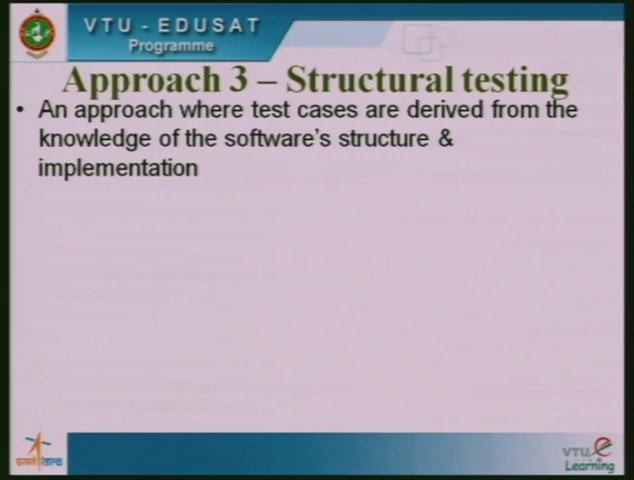 VTU - EDUSAT
Programme
Approach 3 – Structural testing
• An approach where test cases are derived from the
knowledge of the software's structure &
implementation
VTU
Learning